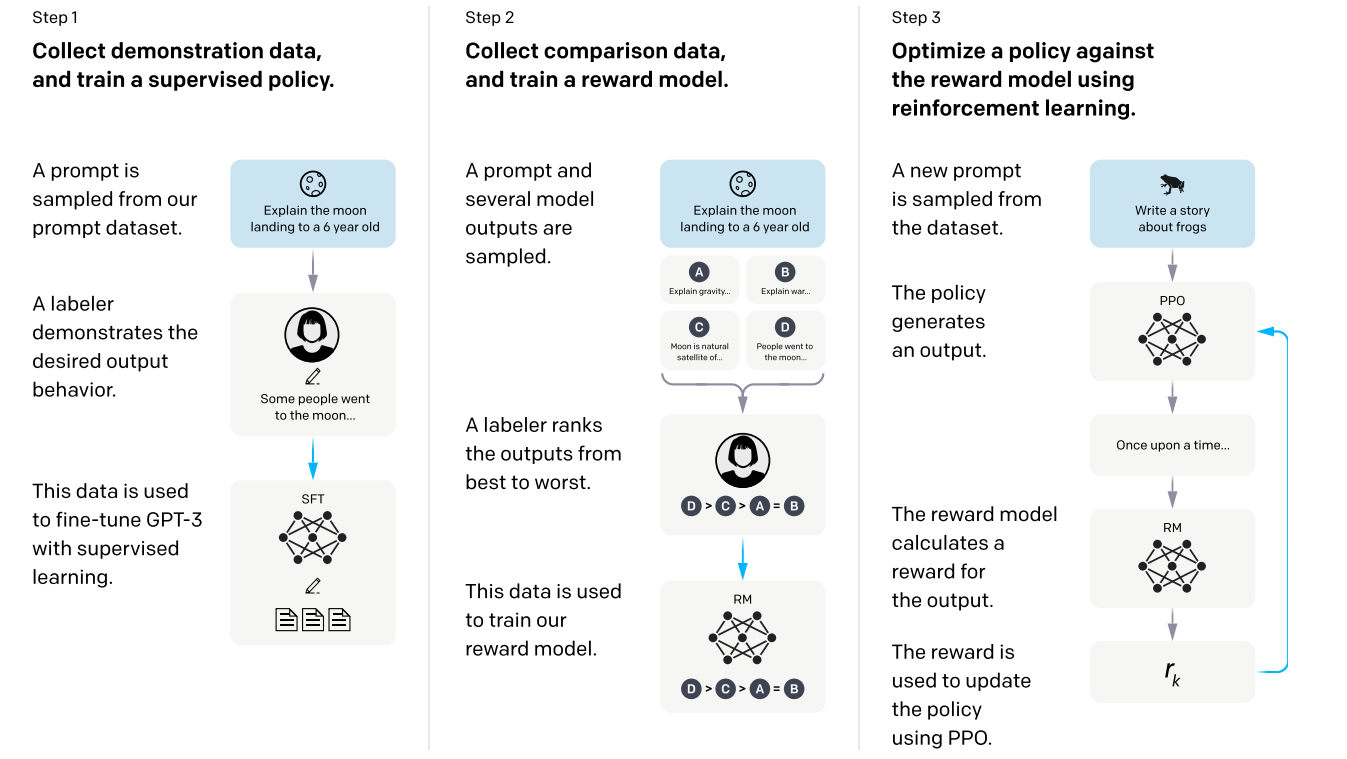 Step 1
Collect demonstration data,
and train a supervised policy.
A prompt is
sampled from our
prompt dataset.
Explain the moon
landing to a 6 year old
A labeler
demonstrates the
desired output
behavior.
Some people went
to the moon...
This data is used
to fine-tune GPT-3
with supervised
learning.
SFT
Step 2
Collect comparison data,
and train a reward model.
A prompt and
several model
outputs are
sampled.
Explain the moon
landing to a 6 year old
A
Explain gravity...
B
Explain war...
C
Moon is natural
satellite of...
D
People went to
the moon...
A labeler ranks
the outputs from
best to worst.
D > C > A = B
This data is used
to train our
reward model.
RM
D > C > A = B
Step 3
Optimize a policy against
the reward model using
reinforcement learning.
A new prompt
is sampled from
the dataset.
Write a story
about frogs
The policy
generates
an output.
PPO
Once upon a time...
The reward model
calculates a
reward for
the output.
RM
The reward is
used to update
the policy
using PPO.
rₖ